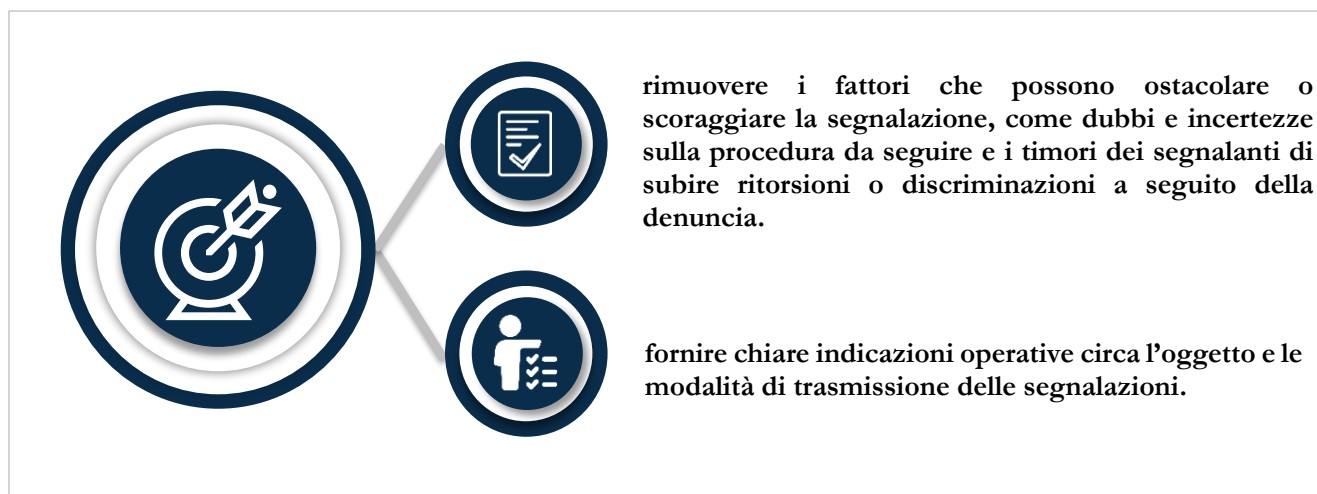 rimuovere i fattori che possono ostacolare o
scoraggiare la segnalazione, come dubbi e incertezze
sulla procedura da seguire e i timori dei segnalanti di
subire ritorsioni o discriminazioni a seguito della
denuncia.
fornire chiare indicazioni operative circa l’oggetto e le
modalità di trasmissione delle segnalazioni.